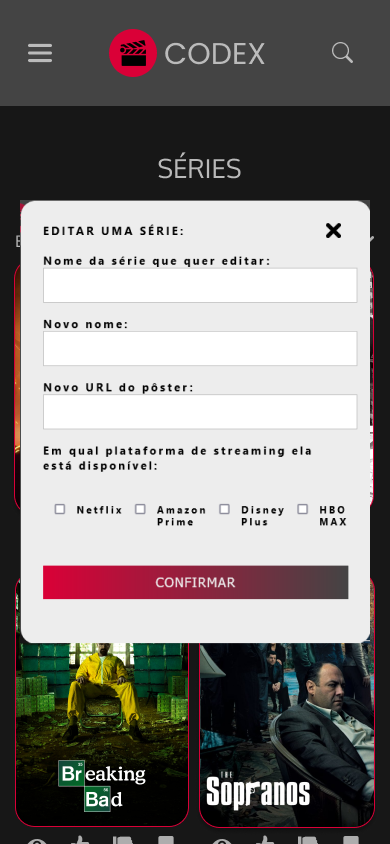 CODEX
SÉRIES
EDITAR UMA SÉRIE:
Nome da série que quer editar:
Novo nome:
Novo URL do pôster:
Em qual plataforma de streaming ela
está disponível:
Netflix
Amazon
Prime
Disney
Plus
HBO
MAX
CONFIRMAR
Breaking
Bad
THE
Sopranos